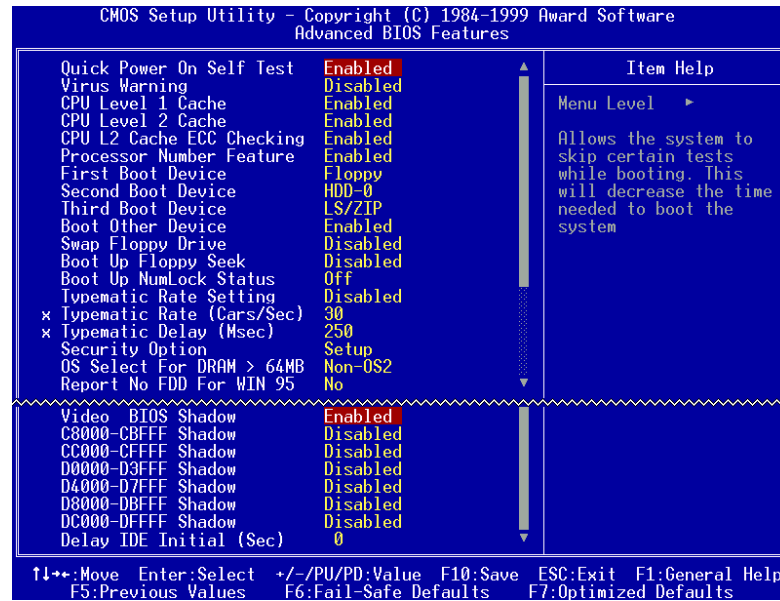 CMOS Setup Utility - Copyright (C) 1984-1999 Award Software
Advanced BIOS Features
Quick Power On Self Test Enabled
Virus Warning Disabled
CPU Level 1 Cache Enabled
CPU Level 2 Cache Enabled
CPU L2 Cache ECC Checking Enabled
Processor Number Feature Enabled
First Boot Device Floppy
Second Boot Device HDD-0
Third Boot Device LS/ZIP
Boot Other Device Enabled
Swap Floppy Drive Disabled
Boot Up Floppy Seek Disabled
Boot Up NumLock Status Off
Typematic Rate Setting Disabled
x Typematic Rate (Cars/Sec) 30
x Typematic Delay (Msec) 250
Security Option Setup
OS Select For DRAM > 64MB Non-OS2
Report No FDD For WIN 95 No
Video BIOS Shadow Enabled
C8000-CBFFF Shadow Disabled
CC000-CFFFF Shadow Disabled
D0000-D3FFF Shadow Disabled
D4000-D7FFF Shadow Disabled
D8000-DBFFF Shadow Disabled
DC000-DFFFF Shadow Disabled
Delay IDE Initial (Sec) 0
Item Help
Menu Level ►
Allows the system to
skip certain tests
while booting. This
will decrease the time
needed to boot the
system
↑↓→←:Move Enter:Select +/-/PU/PD:Value F10:Save ESC:Exit F1:General Help
F5:Previous Values F6:Fail-Safe Defaults F7:Optimized Defaults